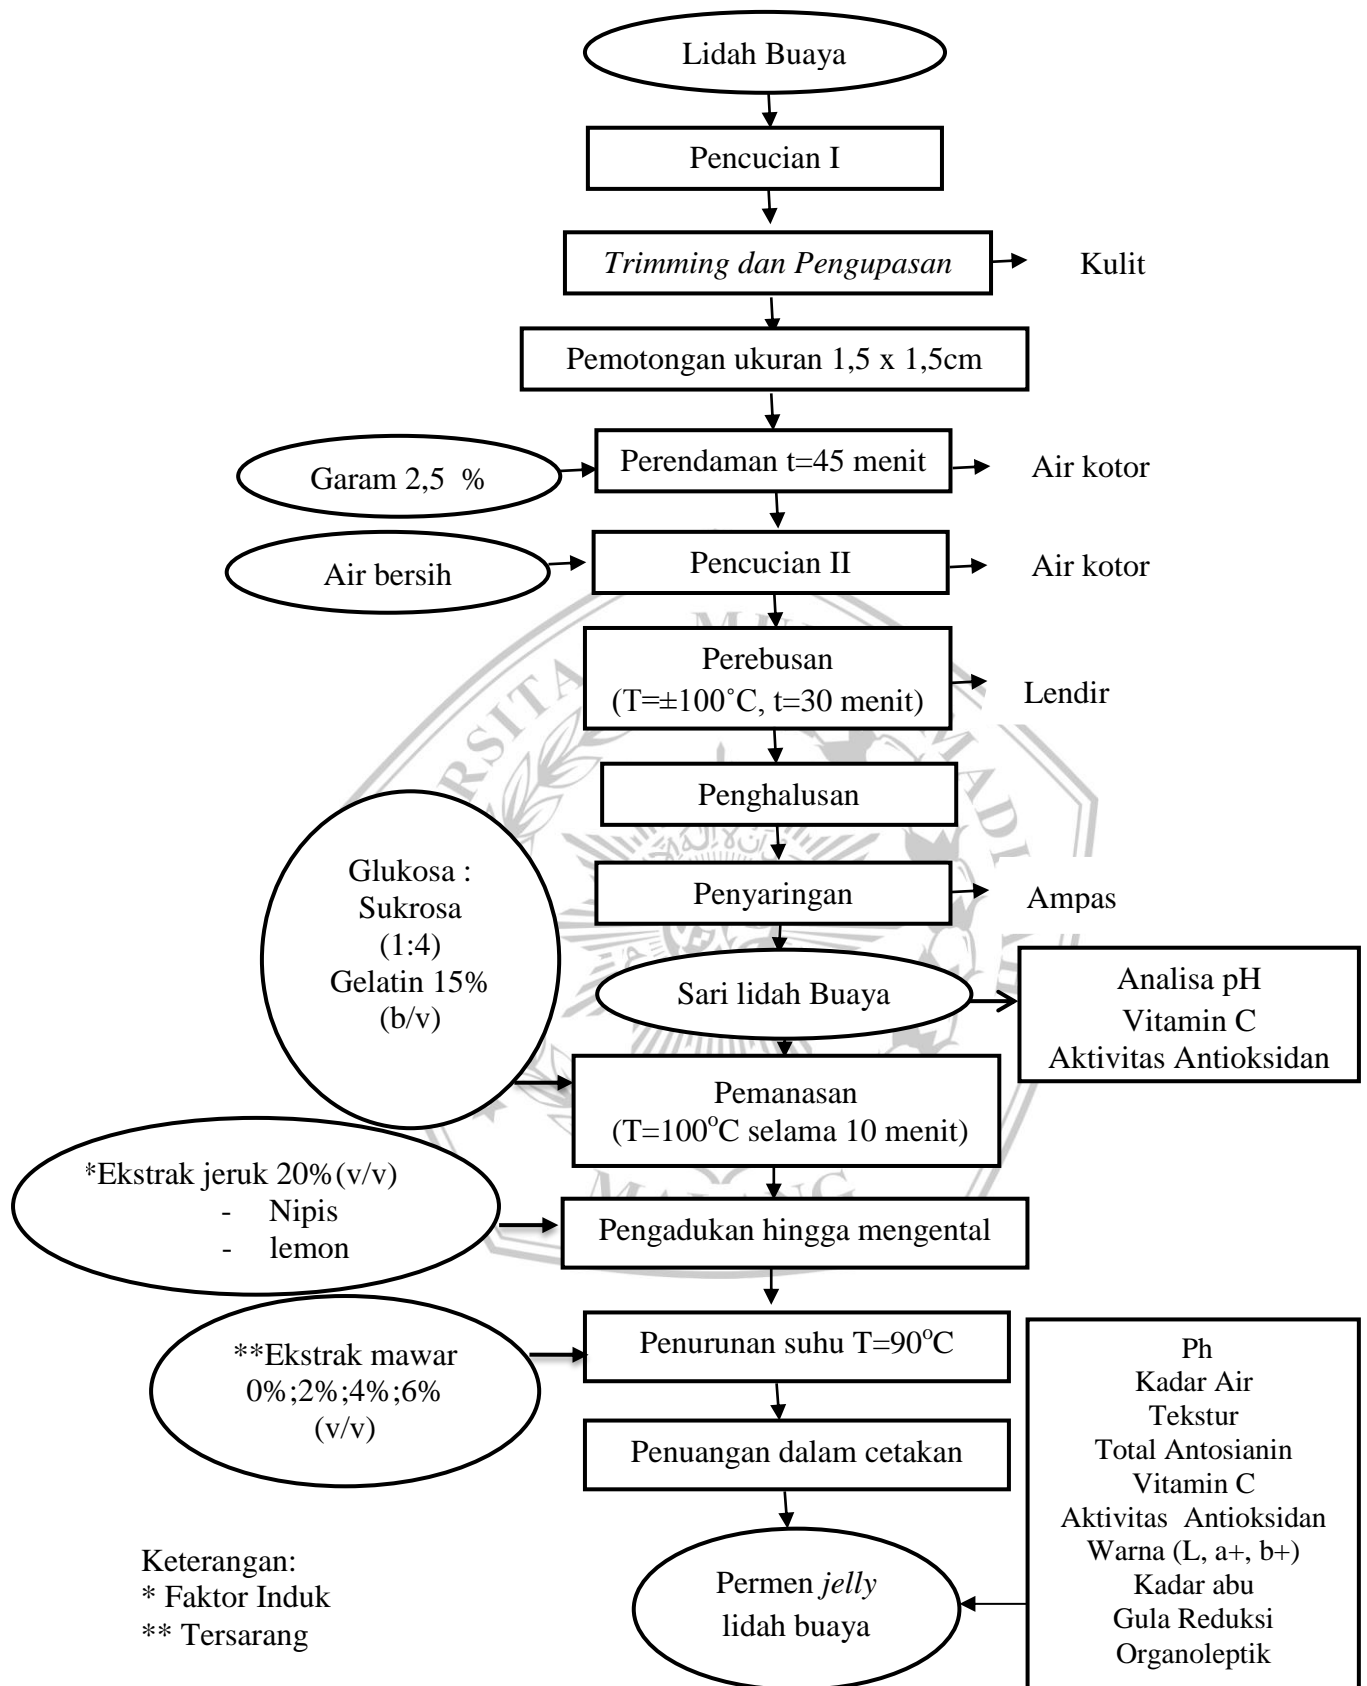 Lidah Buaya
Pencucian I
Trimming dan Pengupasan
Kulit
Pemotongan ukuran 1,5 x 1,5cm
Garam 2,5 %
Perendaman t=45 menit
Air kotor
Air bersih
Pencucian II
Air kotor
Perebusan
(T=±100˚C, t=30 menit)
Lendir
Penghalusan
Glukosa :
Sukrosa
(1:4)
Gelatin 15%
(b/v)
Penyaringan
Ampas
Sari lidah Buaya
Analisa pH
Vitamin C
Aktivitas Antioksidan
Pemanasan
(T=100°C selama 10 menit)
*Ekstrak jeruk 20%(v/v)
- Nipis
- lemon
Pengadukan hingga mengental
**Ekstrak mawar
0%;2%;4%;6%
(v/v)
Penurunan suhu T=90°C
Penuangan dalam cetakan
Ph
Kadar Air
Tekstur
Total Antosianin
Vitamin C
Aktivitas Antioksidan
Warna (L, a+, b+)
Kadar abu
Gula Reduksi
Organoleptik
Permen jelly
lidah buaya
Keterangan:
* Faktor Induk
** Tersarang
MALANG